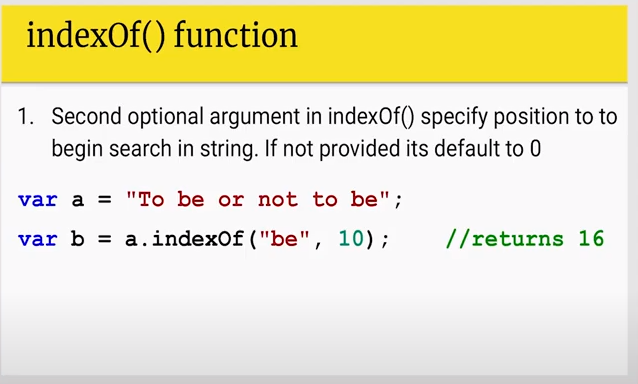 indexOf() function
1. Second optional argument in indexOf() specify position to to
begin search in string. If not provided its default to 0
var a = "To be or not to be";
var b = a.indexOf("be", 10);    //returns 16